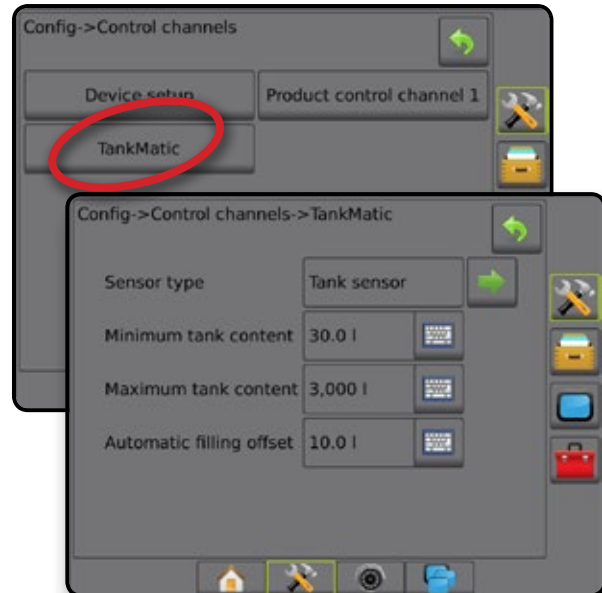 Config->Control channels
Device setup
Product control channel 1
TankMatic
Config->Control channels->TankMatic
Sensor type
Tank sensor
Minimum tank content
30.0 l
Maximum tank content
3,000 l
Automatic filling offset
10.0 l